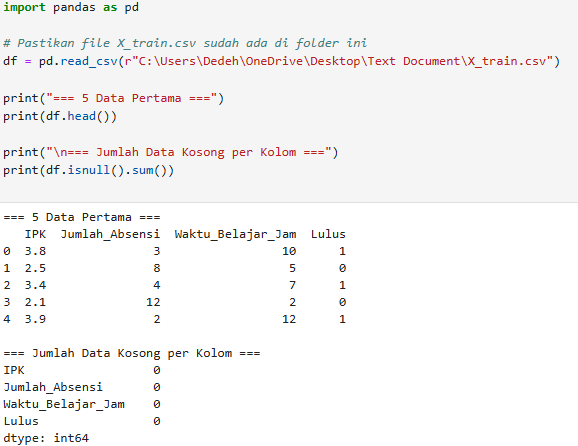 import pandas as pd
# Pastikan file X_train.csv sudah ada di folder ini
df = pd.read_csv(r"C:\Users\Dedeh\OneDrive\Desktop\Text Document\X_train.csv")
print("=== 5 Data Pertama ===")
print(df.head())
print("\n=== Jumlah Data Kosong per Kolom ===")
print(df.isnull().sum())
=== 5 Data Pertama ===
   IPK  Jumlah_Absensi  Waktu_Belajar_Jam  Lulus
0  3.8               3                 10      1
1  2.5               8                  5      0
2  3.4               4                  7      1
3  2.1              12                  2      0
4  3.9               2                 12      1
=== Jumlah Data Kosong per Kolom ===
IPK                  0
Jumlah_Absensi       0
Waktu_Belajar_Jam    0
Lulus                0
dtype: int64